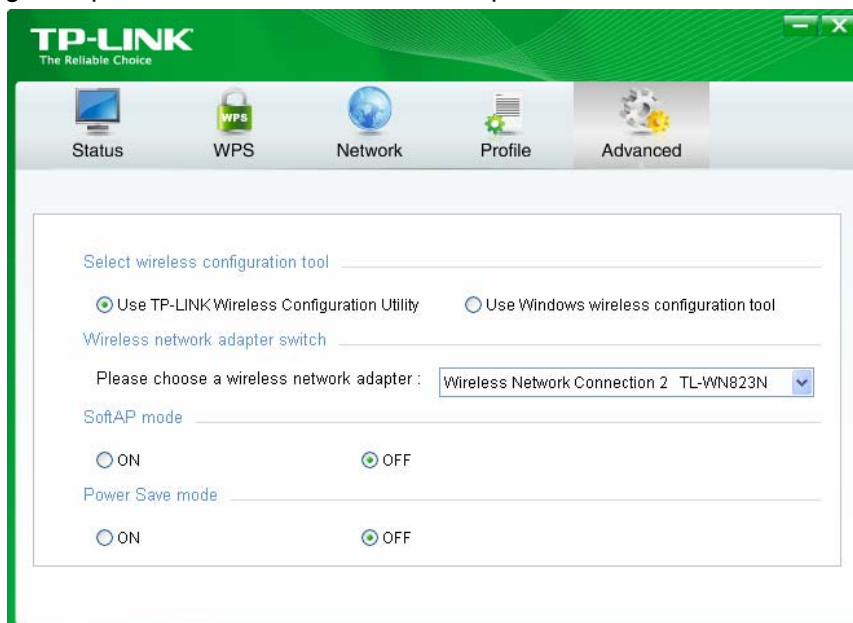 TP-LINK
The Reliable Choice
WPS
Status WPS Network Profile Advanced
Select wireless configuration tool
Use TP-LINK Wireless Configuration Utility Use Windows wireless configuration tool
Wireless network adapter switch
Please choose a wireless network adapter : Wireless Network Connection 2 TL-WN823N
SoftAP mode
ON OFF
Power Save mode
ON OFF